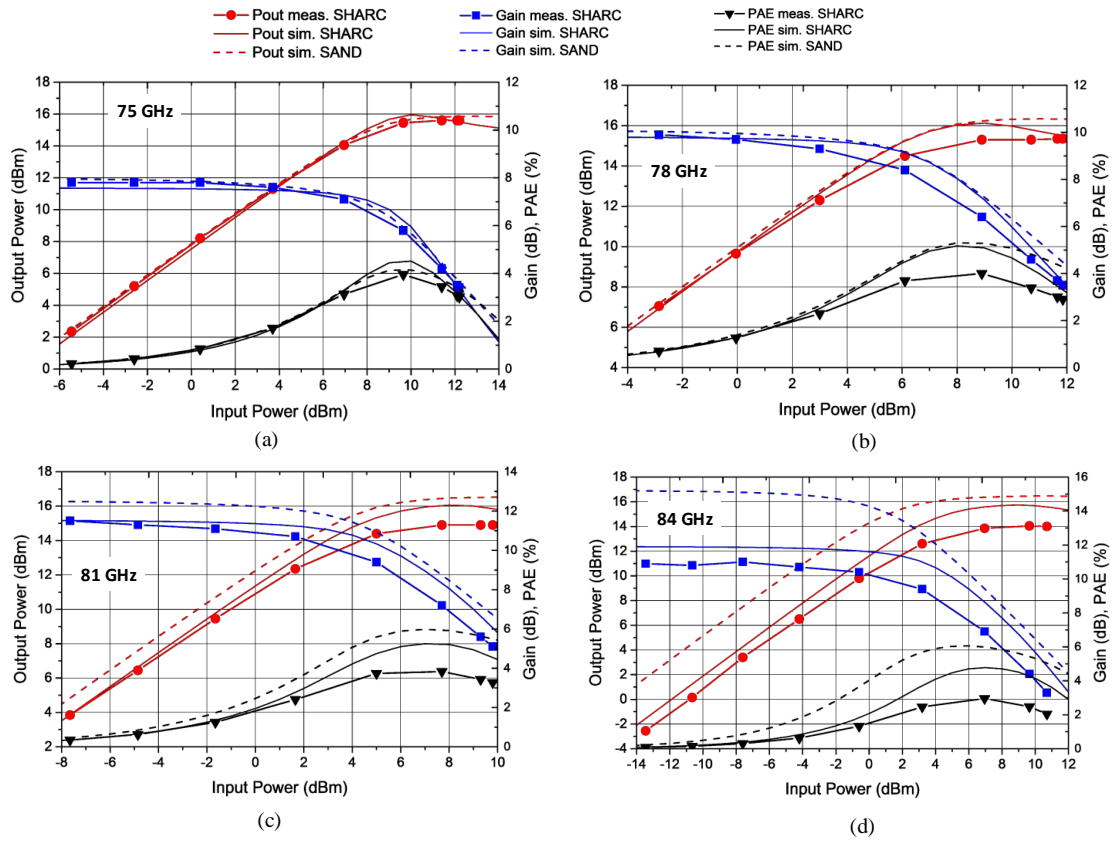 Pout meas. SHARC
Gain meas. SHARC
PAE meas. SHARC
Pout sim. SHARC
Gain sim. SHARC
PAE sim. SHARC
Pout sim. SAND
Gain sim. SAND
PAE sim. SAND
18
16
14
12
10
8
6
4
2
0
Output Power (dBm)
75 GHz
12
10
8
6
4
2
0
Gain (dB), PAE (%)
-6 -4 -2 0 2 4 6 8 10 12 14
Input Power (dBm)
(a)
18
16
14
12
10
8
6
4
Output Power (dBm)
78 GHz
12
10
8
6
4
2
0
Gain (dB), PAE (%)
-4 -2 0 2 4 6 8 10 12
Input Power (dBm)
(b)
18
16
14
12
10
8
6
4
2
Output Power (dBm)
81 GHz
14
12
10
8
6
4
2
0
Gain (dB), PAE (%)
-8 -6 -4 -2 0 2 4 6 8 10
Input Power (dBm)
(c)
18
16
14
12
10
8
6
4
2
0
-2
-4
Output Power (dBm)
84 GHz
16
14
12
10
8
6
4
2
0
Gain (dB), PAE (%)
-14 -12 -10 -8 -6 -4 -2 0 2 4 6 8 10 12
Input Power (dBm)
(d)